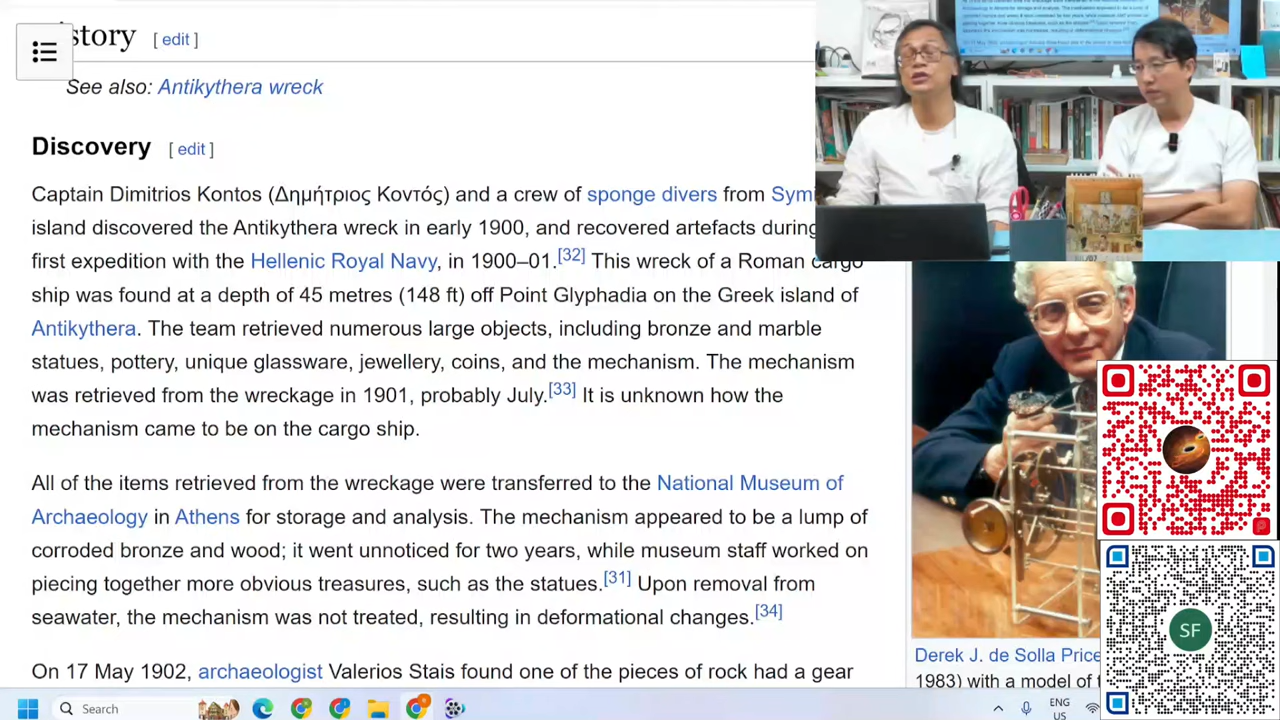 story [ edit ]
See also: Antikythera wreck
Discovery [ edit ]
Captain Dimitrios Kontos (Δημήτριος Κοντός) and a crew of sponge divers from Sym
island discovered the Antikythera wreck in early 1900, and recovered artefacts during
first expedition with the Hellenic Royal Navy, in 1900–01.[32] This wreck of a Roman cargo
ship was found at a depth of 45 metres (148 ft) off Point Glyphadia on the Greek island of
Antikythera. The team retrieved numerous large objects, including bronze and marble
statues, pottery, unique glassware, jewellery, coins, and the mechanism. The mechanism
was retrieved from the wreckage in 1901, probably July.[33] It is unknown how the
mechanism came to be on the cargo ship.
All of the items retrieved from the wreckage were transferred to the National Museum of
Archaeology in Athens for storage and analysis. The mechanism appeared to be a lump of
corroded bronze and wood; it went unnoticed for two years, while museum staff worked on
piecing together more obvious treasures, such as the statues.[31] Upon removal from
seawater, the mechanism was not treated, resulting in deformational changes.[34]
On 17 May 1902, archaeologist Valerios Stais found one of the pieces of rock had a gear
Derek J. de Solla Price
1983) with a model of t
SF
Search
ENG
US